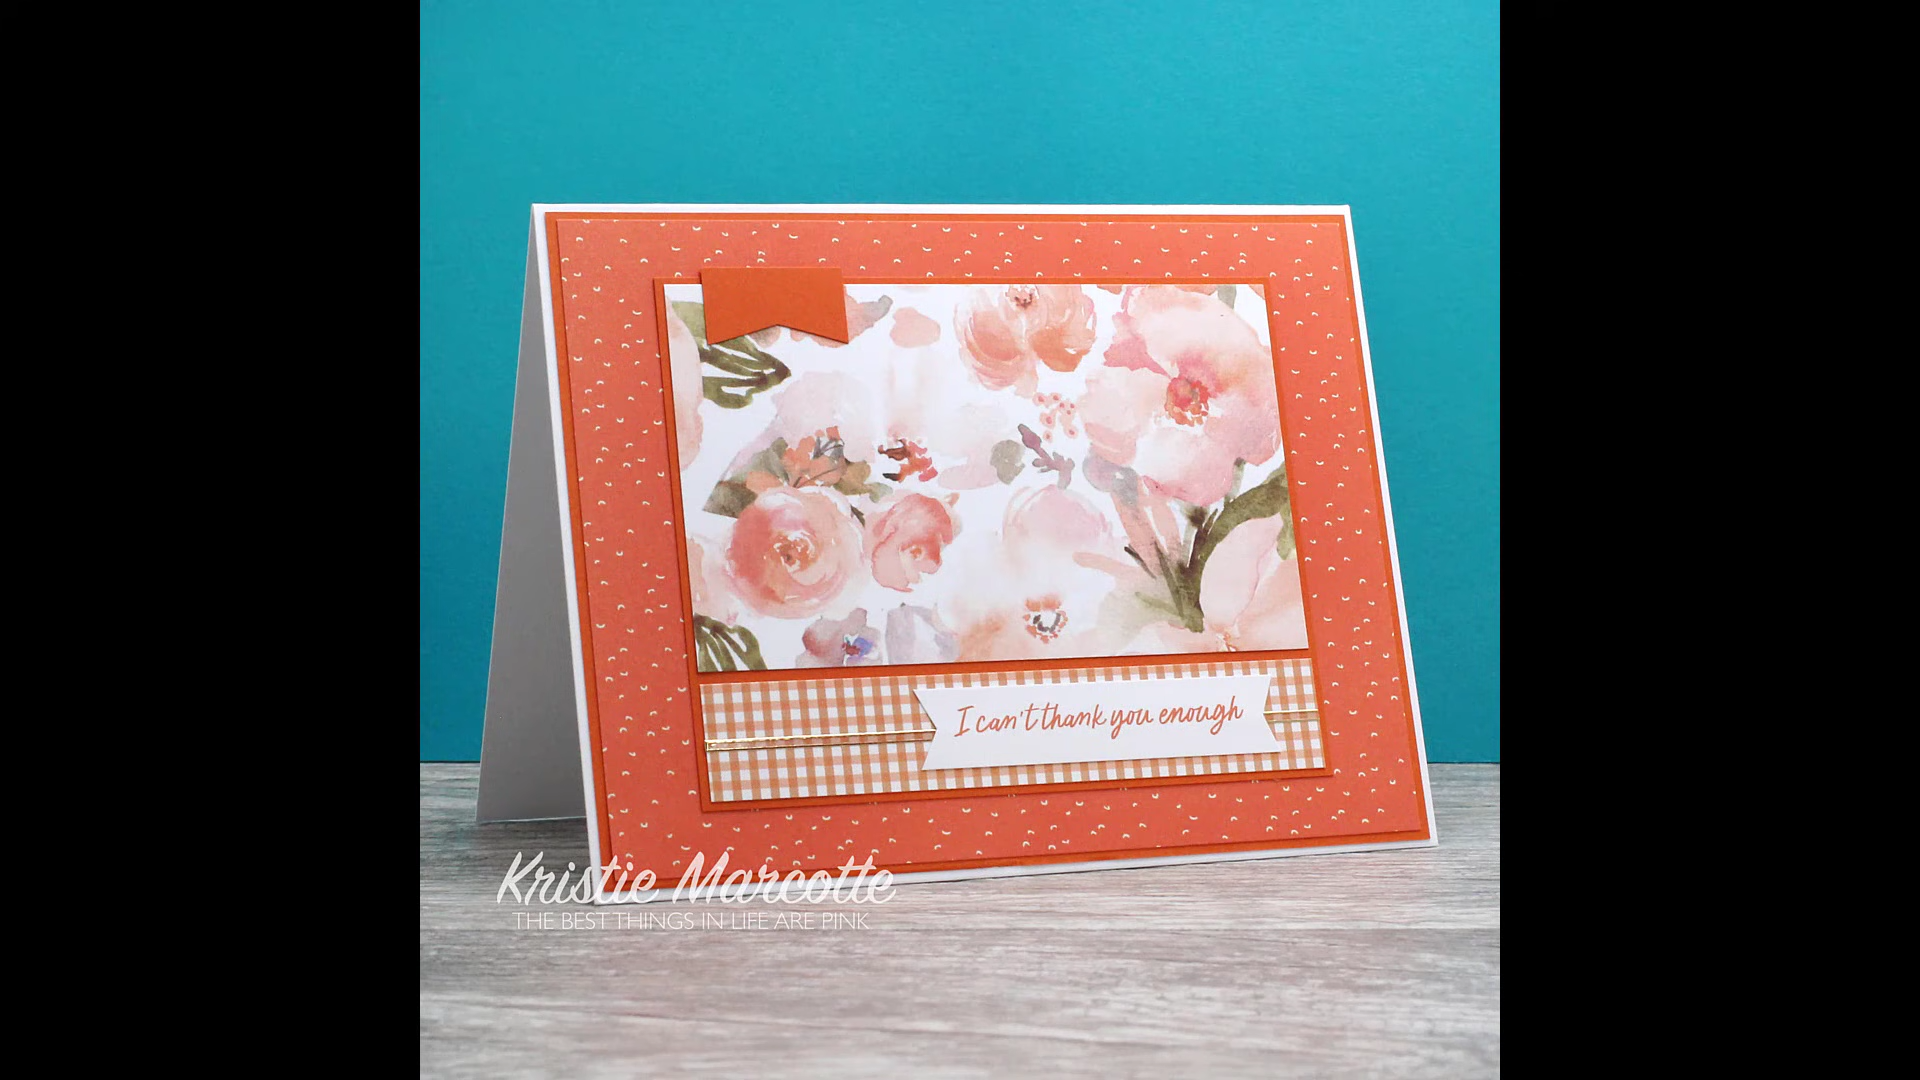 I can't thank you enough
Kristie Marcotte
THE BEST THINGS IN LIFE ARE PINK